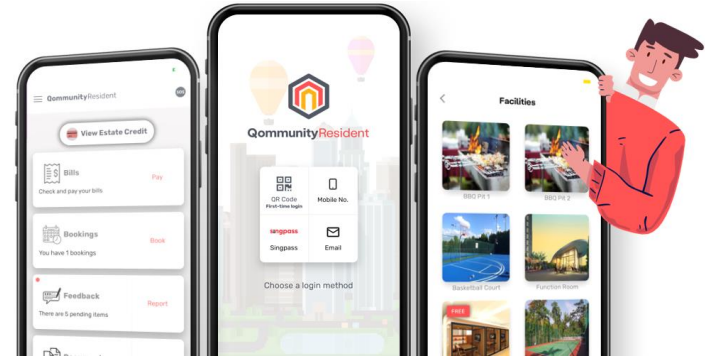 QommunityResident
View Estate Credit
Bills
Check and pay your bills
Pay
Bookings
You have 1 bookings
Book
Feedback
There are 5 pending items
Report
QommunityResident
QR Code
First-time login
Mobile No.
singpass
Singpass
Email
Choose a login method
Facilities
BBQ Pit 1
BBQ Pit 2
Basketball Court
Function Room
FREE